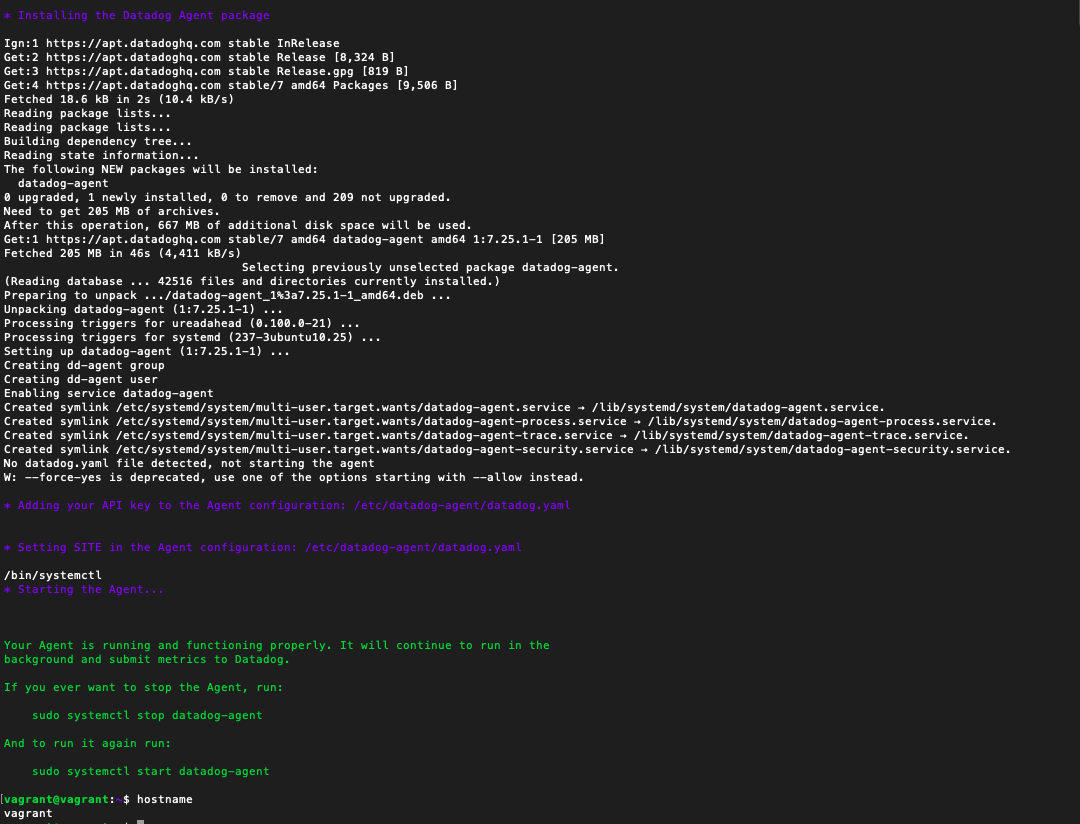 * Installing the Datadog Agent package
Ign:1 https://apt.datadoghq.com stable InRelease
Get:2 https://apt.datadoghq.com stable Release [8,324 B]
Get:3 https://apt.datadoghq.com stable Release.gpg [819 B]
Get:4 https://apt.datadoghq.com stable/7 amd64 Packages [9,506 B]
Fetched 18.6 kB in 2s (10.4 kB/s)
Reading package lists...
Reading package lists...
Building dependency tree...
Reading state information...
The following NEW packages will be installed:
  datadog-agent
0 upgraded, 1 newly installed, 0 to remove and 209 not upgraded.
Need to get 205 MB of archives.
After this operation, 667 MB of additional disk space will be used.
Get:1 https://apt.datadoghq.com stable/7 amd64 datadog-agent amd64 1:7.25.1-1 [205 MB]
Fetched 205 MB in 46s (4,411 kB/s)
Selecting previously unselected package datadog-agent.
(Reading database ... 42516 files and directories currently installed.)
Preparing to unpack .../datadog-agent_1%3a7.25.1-1_amd64.deb ...
Unpacking datadog-agent (1:7.25.1-1) ...
Processing triggers for ureadahead (0.100.0-21) ...
Processing triggers for systemd (237-3ubuntu10.25) ...
Setting up datadog-agent (1:7.25.1-1) ...
Creating dd-agent group
Creating dd-agent user
Enabling service datadog-agent
Created symlink /etc/systemd/system/multi-user.target.wants/datadog-agent.service → /lib/systemd/system/datadog-agent.service.
Created symlink /etc/systemd/system/multi-user.target.wants/datadog-agent-process.service → /lib/systemd/system/datadog-agent-process.service.
Created symlink /etc/systemd/system/multi-user.target.wants/datadog-agent-trace.service → /lib/systemd/system/datadog-agent-trace.service.
Created symlink /etc/systemd/system/multi-user.target.wants/datadog-agent-security.service → /lib/systemd/system/datadog-agent-security.service.
No datadog.yaml file detected, not starting the agent
W: --force-yes is deprecated, use one of the options starting with --allow instead.
* Adding your API key to the Agent configuration: /etc/datadog-agent/datadog.yaml
* Setting SITE in the Agent configuration: /etc/datadog-agent/datadog.yaml
/bin/systemctl
* Starting the Agent...
Your Agent is running and functioning properly. It will continue to run in the
background and submit metrics to Datadog.
If you ever want to stop the Agent, run:
    sudo systemctl stop datadog-agent
And to run it again run:
    sudo systemctl start datadog-agent
[vagrant@vagrant:~$ hostname
vagrant